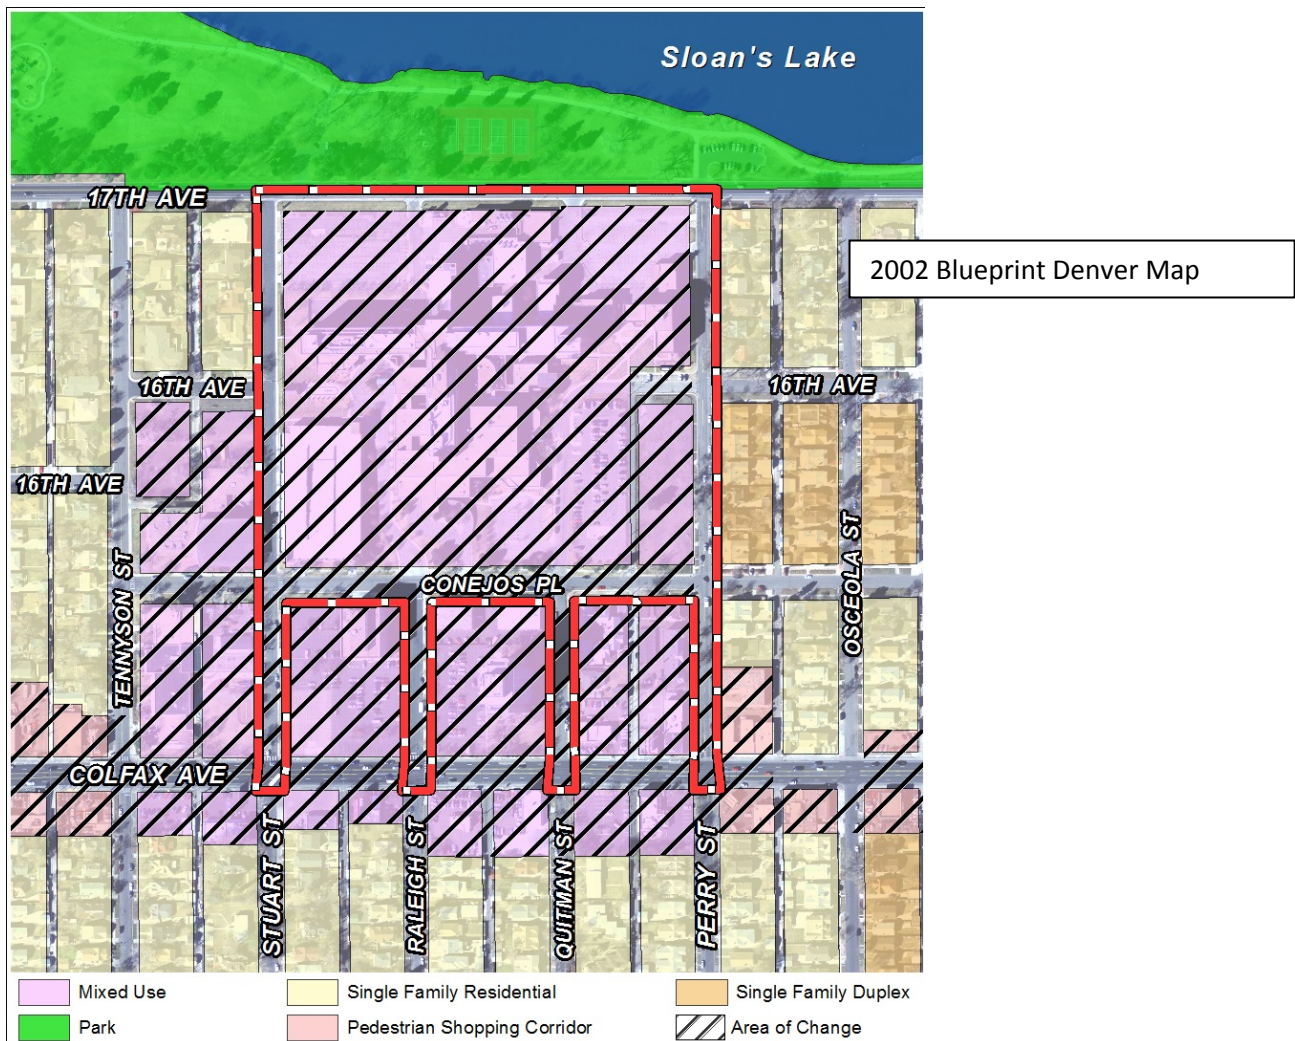 Sloan's Lake
17TH AVE
2002 Blueprint Denver Map
16TH AVE
16TH AVE
16TH AVE
OSCEOLA ST
TENNYSON ST
CONEJOS PL
COLFAX AVE
STUART ST
RALEIGH ST
QUITMAN ST
PERRY ST
Mixed Use
Single Family Residential
Single Family Duplex
Park
Pedestrian Shopping Corridor
Area of Change